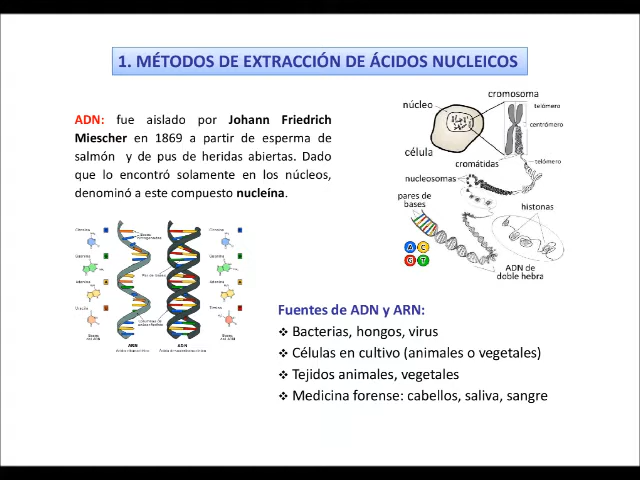 1. MÉTODOS DE EXTRACCIÓN DE ÁCIDOS NUCLEICOS
ADN: fue aislado por Johann Friedrich
Miescher en 1869 a partir de esperma de
salmón y de pus de heridas abiertas. Dado
que lo encontró solamente en los núcleos,
denominó a este compuesto nucleína.
cromosoma
núcleo
telómero
centrómero
célula
cromátidas
telómero
nucleosomas
pares de
bases
histonas
A C
G T
ADN de
doble hebra
ARN
ADN
Fuentes de ADN y ARN:
❖ Bacterias, hongos, virus
❖ Células en cultivo (animales o vegetales)
❖ Tejidos animales, vegetales
❖ Medicina forense: cabellos, saliva, sangre